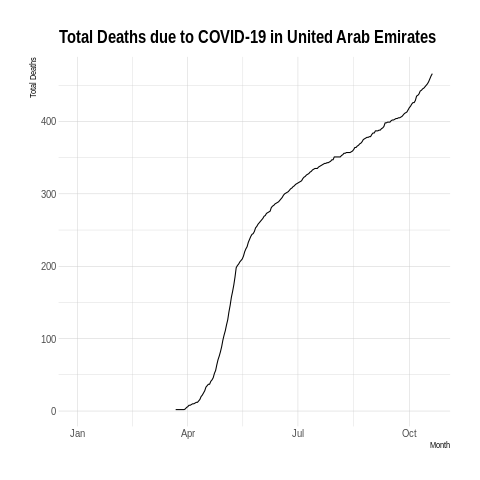 Total Deaths due to COVID-19 in United Arab Emirates
Total Deaths
400
300
200
100
0
Jan Apr Jul Oct
Month